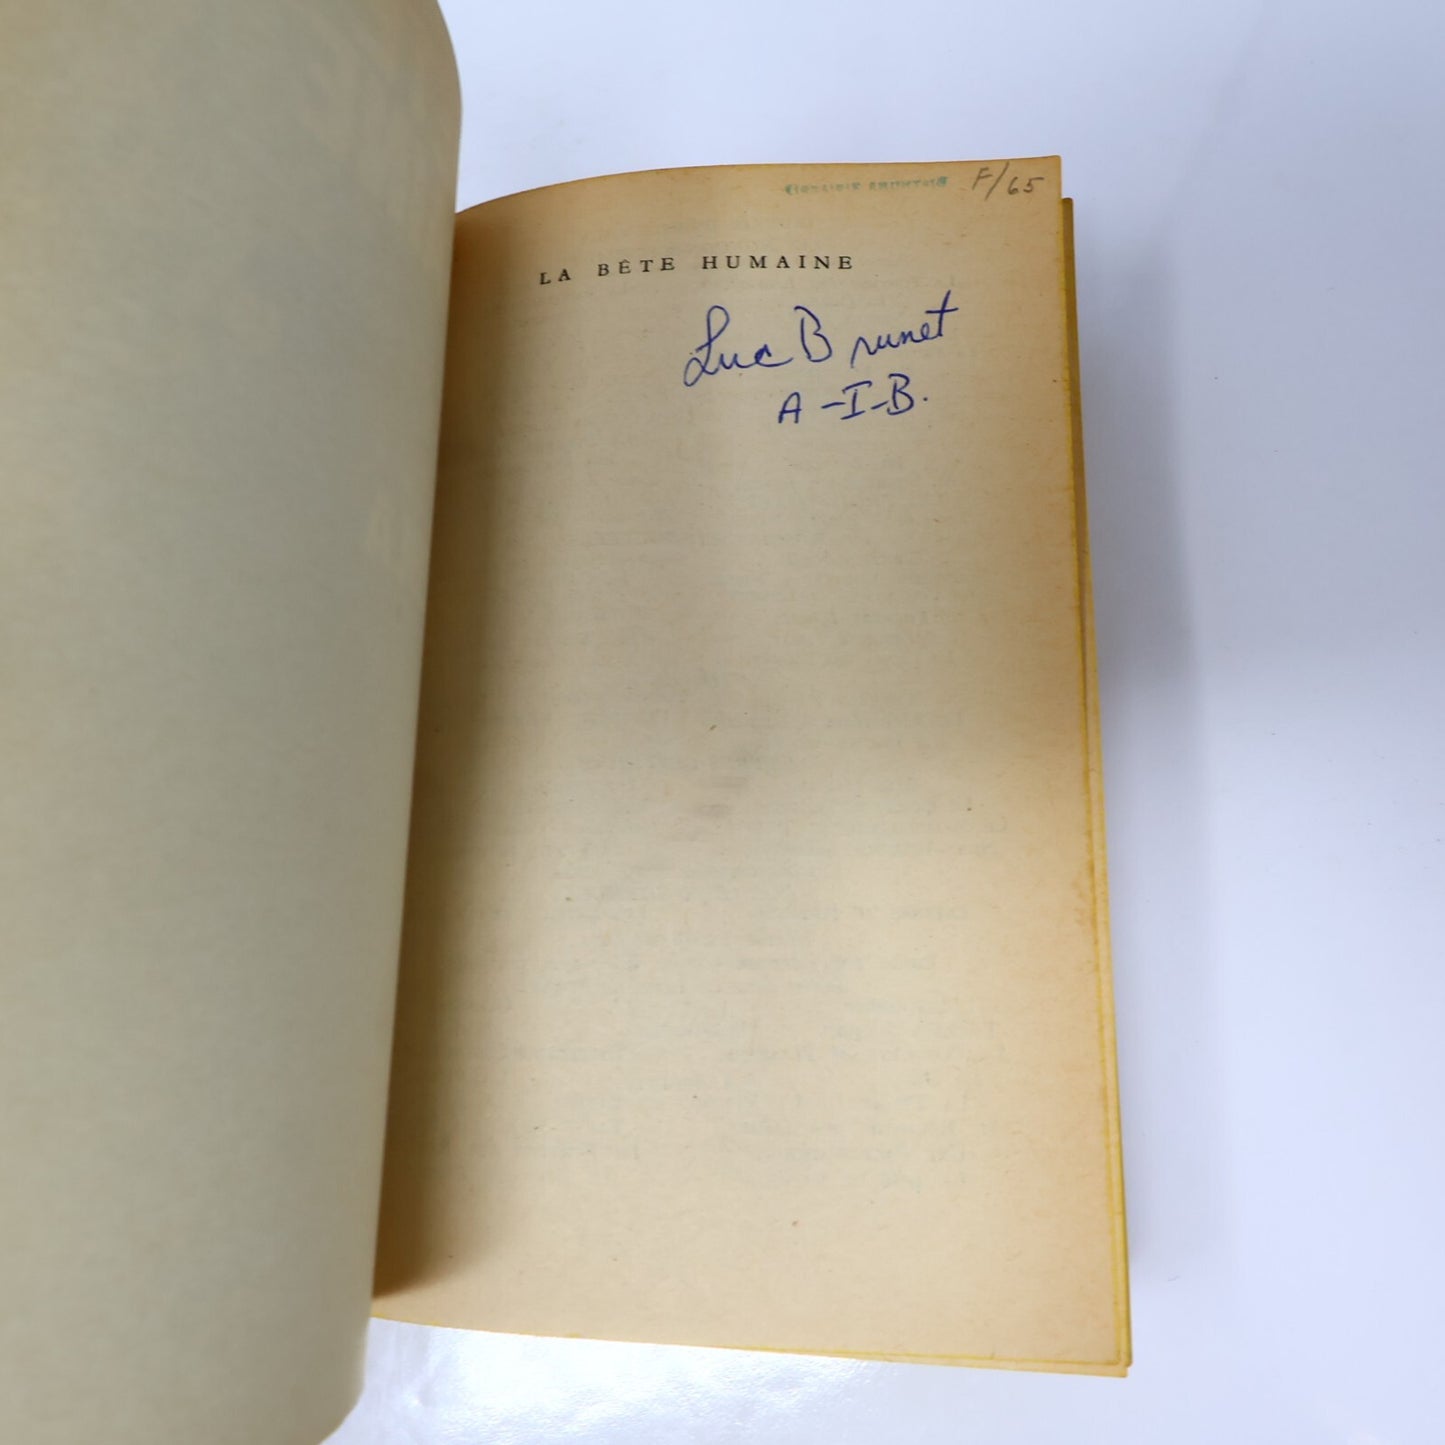 F/65
LA BÊTE HUMAINE
Luc Brunet
A-I-B.